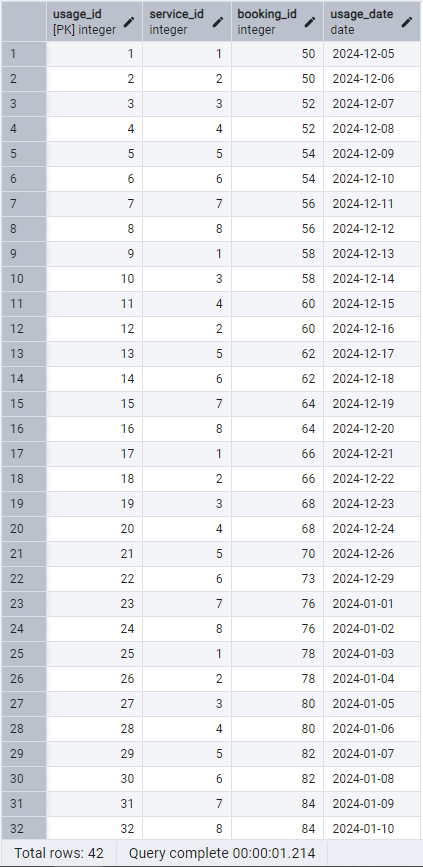 usage_id service_id booking_id usage_date
[PK] integer integer integer date
1 1 1 50 2024-12-05
2 2 2 50 2024-12-06
3 3 3 52 2024-12-07
4 4 4 52 2024-12-08
5 5 5 54 2024-12-09
6 6 6 54 2024-12-10
7 7 7 56 2024-12-11
8 8 8 56 2024-12-12
9 9 1 58 2024-12-13
10 10 3 58 2024-12-14
11 11 4 60 2024-12-15
12 12 2 60 2024-12-16
13 13 5 62 2024-12-17
14 14 6 62 2024-12-18
15 15 7 64 2024-12-19
16 16 8 64 2024-12-20
17 17 1 66 2024-12-21
18 18 2 66 2024-12-22
19 19 3 68 2024-12-23
20 20 4 68 2024-12-24
21 21 5 70 2024-12-26
22 22 6 73 2024-12-29
23 23 7 76 2024-01-01
24 24 8 76 2024-01-02
25 25 1 78 2024-01-03
26 26 2 78 2024-01-04
27 27 3 80 2024-01-05
28 28 4 80 2024-01-06
29 29 5 82 2024-01-07
30 30 6 82 2024-01-08
31 31 7 84 2024-01-09
32 32 8 84 2024-01-10
Total rows: 42 Query complete 00:00:01.214